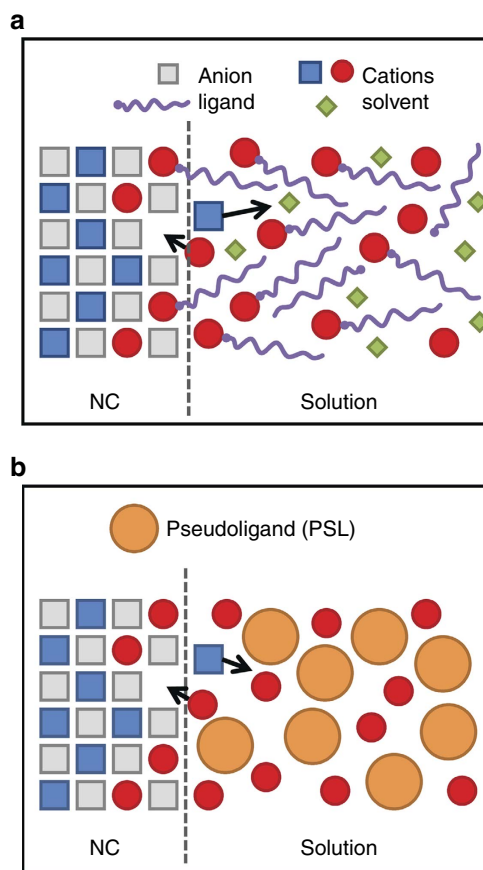 a
Anion
Cations
ligand
solvent
NC
Solution
b
Pseudoligand (PSL)
NC
Solution